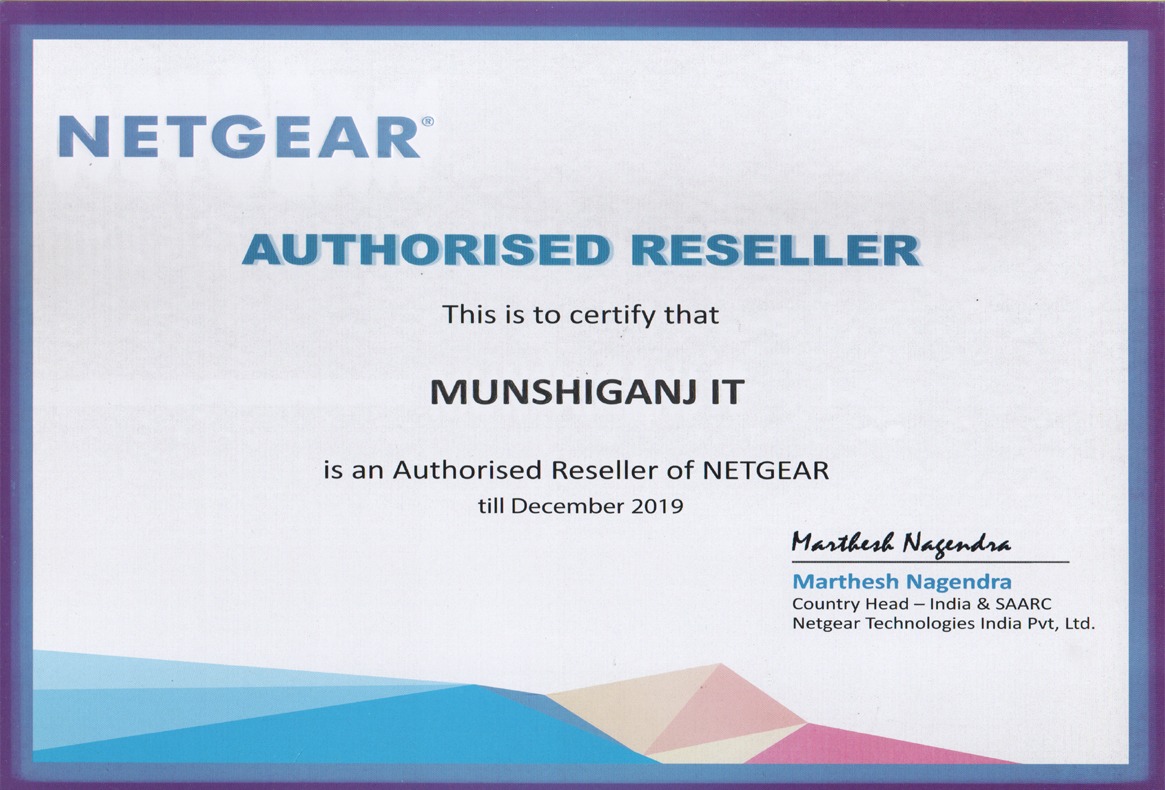 NETGEAR®
AUTHORISED RESELLER
This is to certify that
MUNSHIGANJ IT
is an Authorised Reseller of NETGEAR
till December 2019
Marthesh Nagendra
Marthesh Nagendra
Country Head – India & SAARC
Netgear Technologies India Pvt, Ltd.